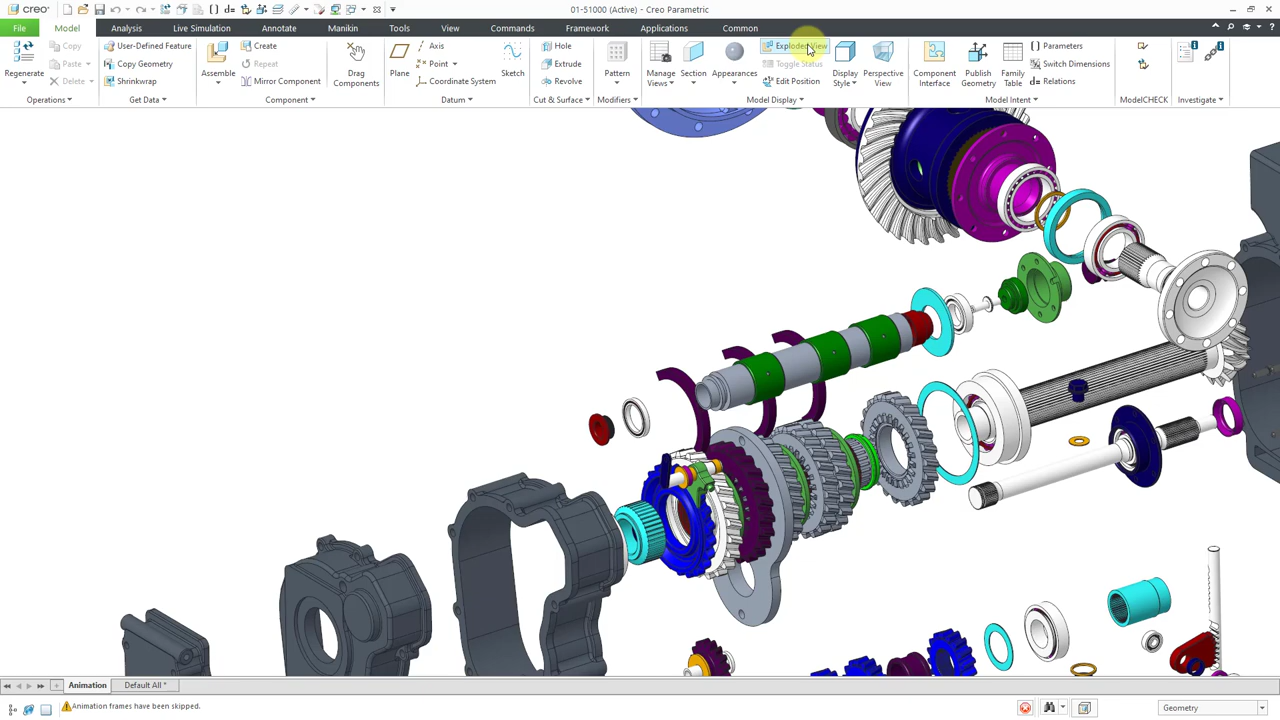 creo
01-51000 (Active) - Creo Parametric
File
Model
Analysis
Live Simulation
Annotate
Manikin
Tools
View
Commands
Framework
Applications
Common
Regenerate
Copy
Paste
Delete
Operations
User-Defined Feature
Copy Geometry
Shrinkwrap
Get Data
Assemble
Create
Repeat
Mirror Component
Component
Drag Components
Plane
Axis
Point
Coordinate System
Sketch
Datum
Hole
Extrude
Revolve
Cut & Surface
Pattern
Modifiers
Manage Views
Section
Appearances
Exploded View
Toggle Status
Edit Position
Display Style
Perspective View
Model Display
Component Interface
Publish Geometry
Family Table
Parameters
Switch Dimensions
Relations
Model Intent
ModelCHECK
Investigate
Animation
Default All *
Animation frames have been skipped.
Geometry